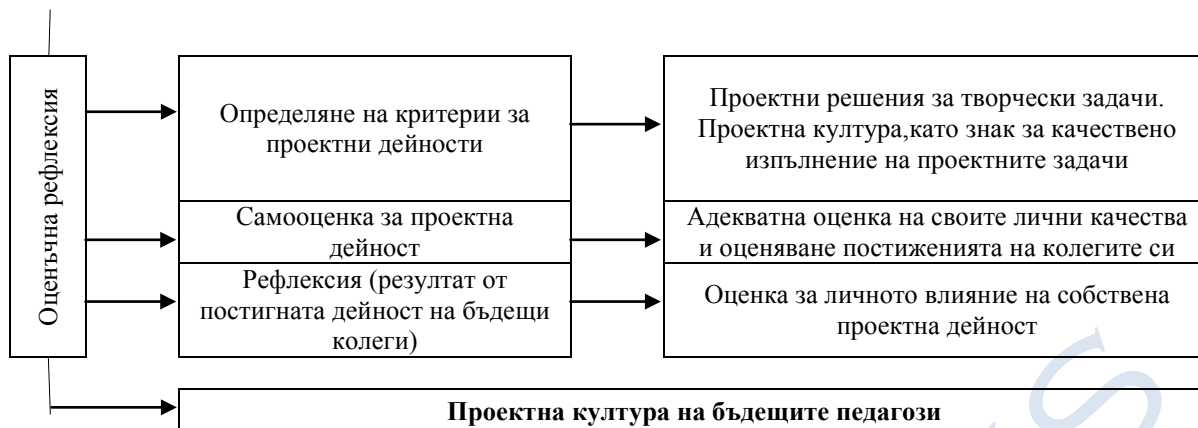 Оценъчна рефлексия
Определяне на критерии за
проектни дейности
Проектни решения за творчески задачи.
Проектна култура,като знак за качествено
изпълнение на проектните задачи
Самооценка за проектна
дейност
Адекватна оценка на своите лични качества
и оценяване постиженията на колегите си
Рефлексия (резултат от
постигната дейност на бъдещи
колеги)
Оценка за личното влияние на собствена
проектна дейност
Проектна култура на бъдещите педагози